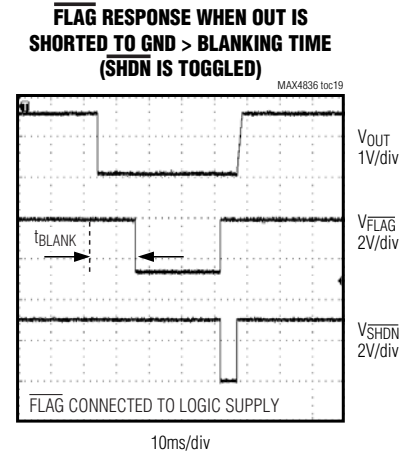 FLAG RESPONSE WHEN OUT IS
SHORTED TO GND > BLANKING TIME
(SHDN IS TOGGLED)
MAX4836 toc19
VOUT
1V/div
VFLAG
2V/div
tBLANK
VSHDN
2V/div
FLAG CONNECTED TO LOGIC SUPPLY
10ms/div